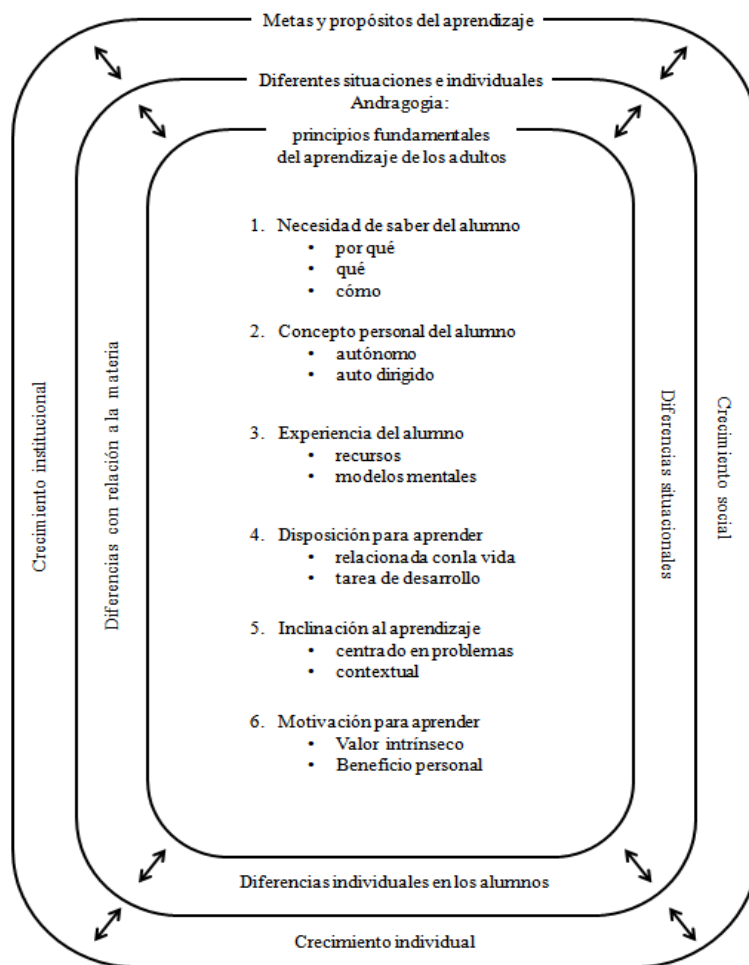 Metas y propósitos del aprendizaje
Diferentes situaciones e individuales
Andragogia:
principios fundamentales
del aprendizaje de los adultos
1. Necesidad de saber del alumno
• por qué
• qué
• cómo
2. Concepto personal del alumno
• autónomo
• auto dirigido
3. Experiencia del alumno
• recursos
• modelos mentales
4. Disposición para aprender
• relacionada conla vida
• tarea de desarrollo
5. Inclinación al aprendizaje
• centrado en problemas
• contextual
6. Motivación para aprender
• Valor intrínseco
• Beneficio personal
Crecimiento institucional
Diferencias con relación a la materia
Diferencias situacionales
Crecimiento social
Diferencias individuales en los alumnos
Crecimiento individual